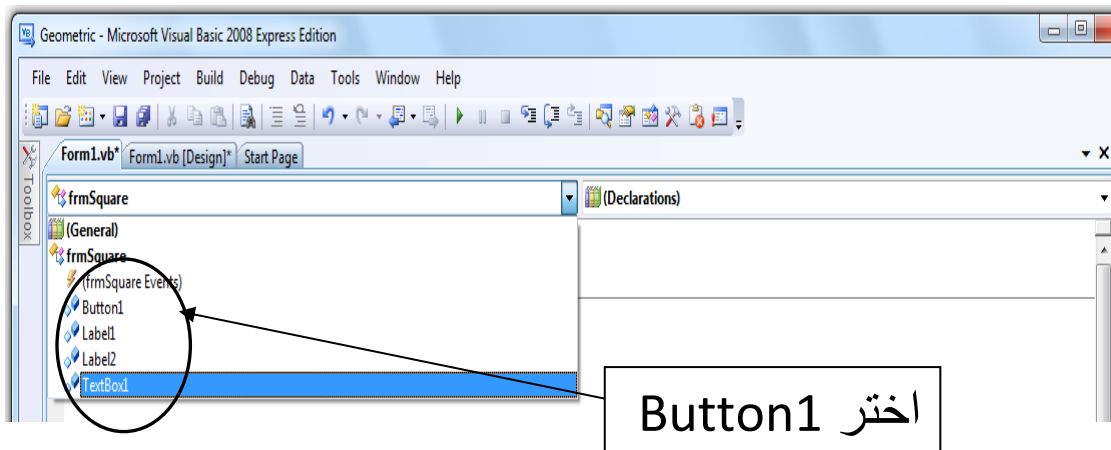 Geometric - Microsoft Visual Basic 2008 Express Edition
File Edit View Project Build Debug Data Tools Window Help
Form1.vb* Form1.vb [Design]* Start Page
Toolbox
frmSquare (Declarations)
(General)
frmSquare
(frmSquare Events)
Button1
Label1
Label2
TextBox1
اختر Button1